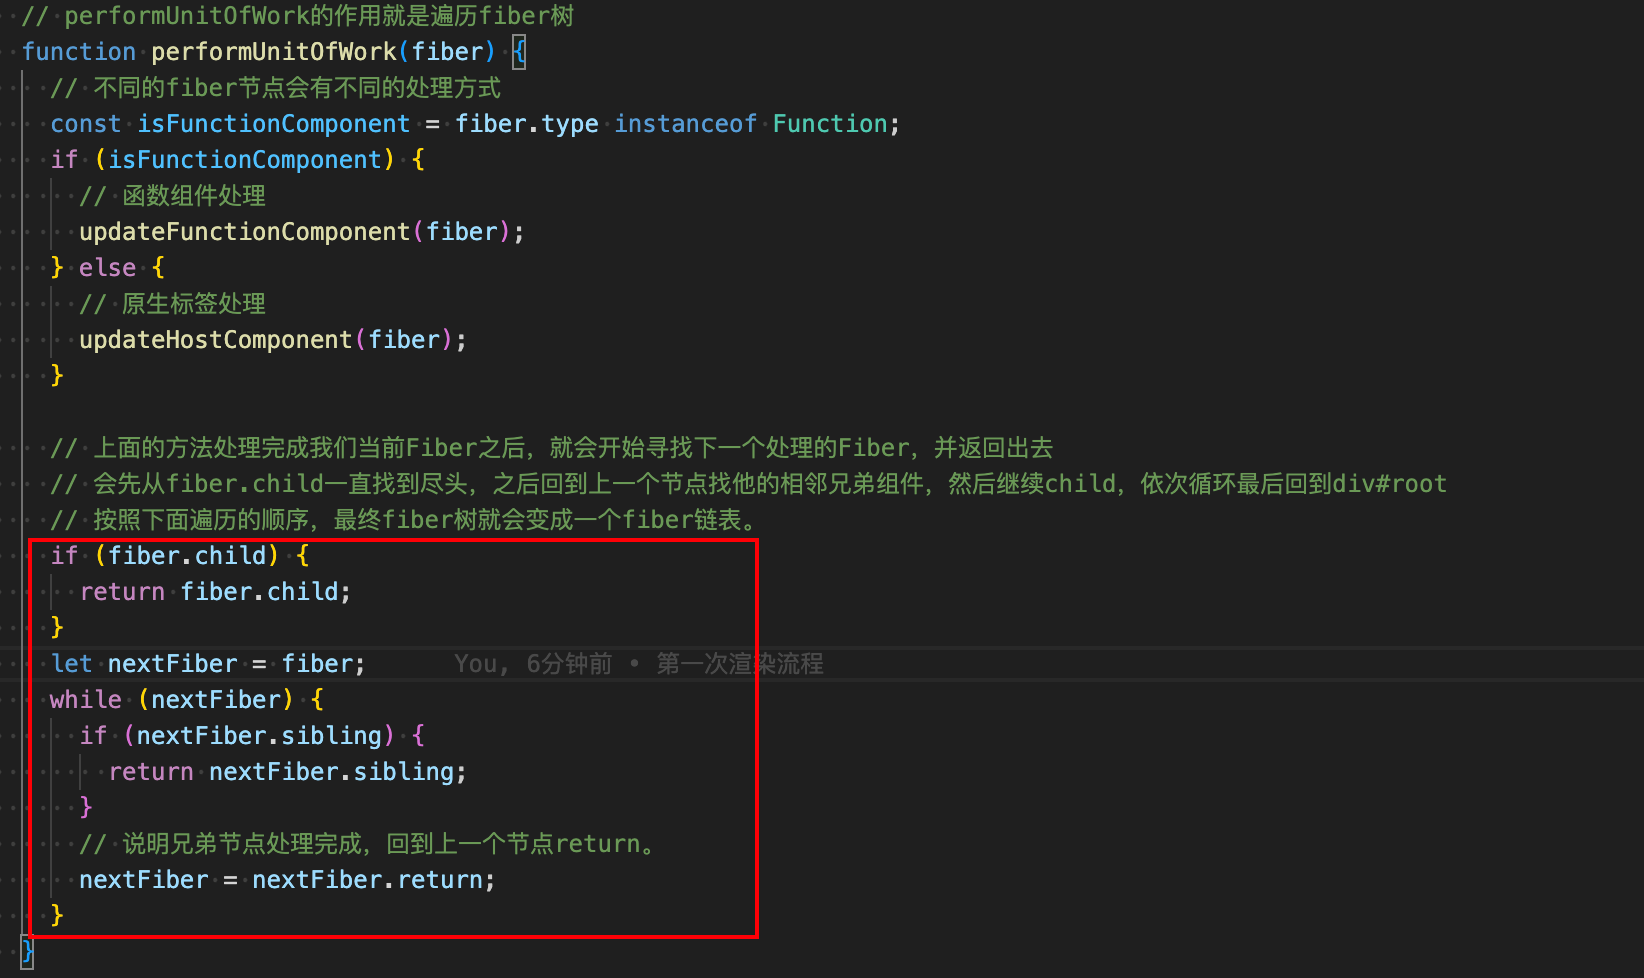 // performUnitOfWork的作用就是遍历fiber树
function performUnitOfWork(fiber) {
// 不同的fiber节点会有不同的处理方式
const isFunctionComponent = fiber.type instanceof Function;
if (isFunctionComponent) {
// 函数组件处理
updateFunctionComponent(fiber);
} else {
// 原生标签处理
updateHostComponent(fiber);
}
// 上面的方法处理完成我们当前Fiber之后，就会开始寻找下一个处理的Fiber，并返回出去
// 会先从fiber.child一直找到尽头，之后回到上一个节点找他的相邻兄弟组件，然后继续child，依次循环最后回到div#root
// 按照下面遍历的顺序，最终fiber树就会变成一个fiber链表。
if (fiber.child) {
return fiber.child;
}
let nextFiber = fiber; You, 6分钟前 • 第一次渲染流程
while (nextFiber) {
if (nextFiber.sibling) {
return nextFiber.sibling;
}
// 说明兄弟节点处理完成，回到上一个节点return。
nextFiber = nextFiber.return;
}
}